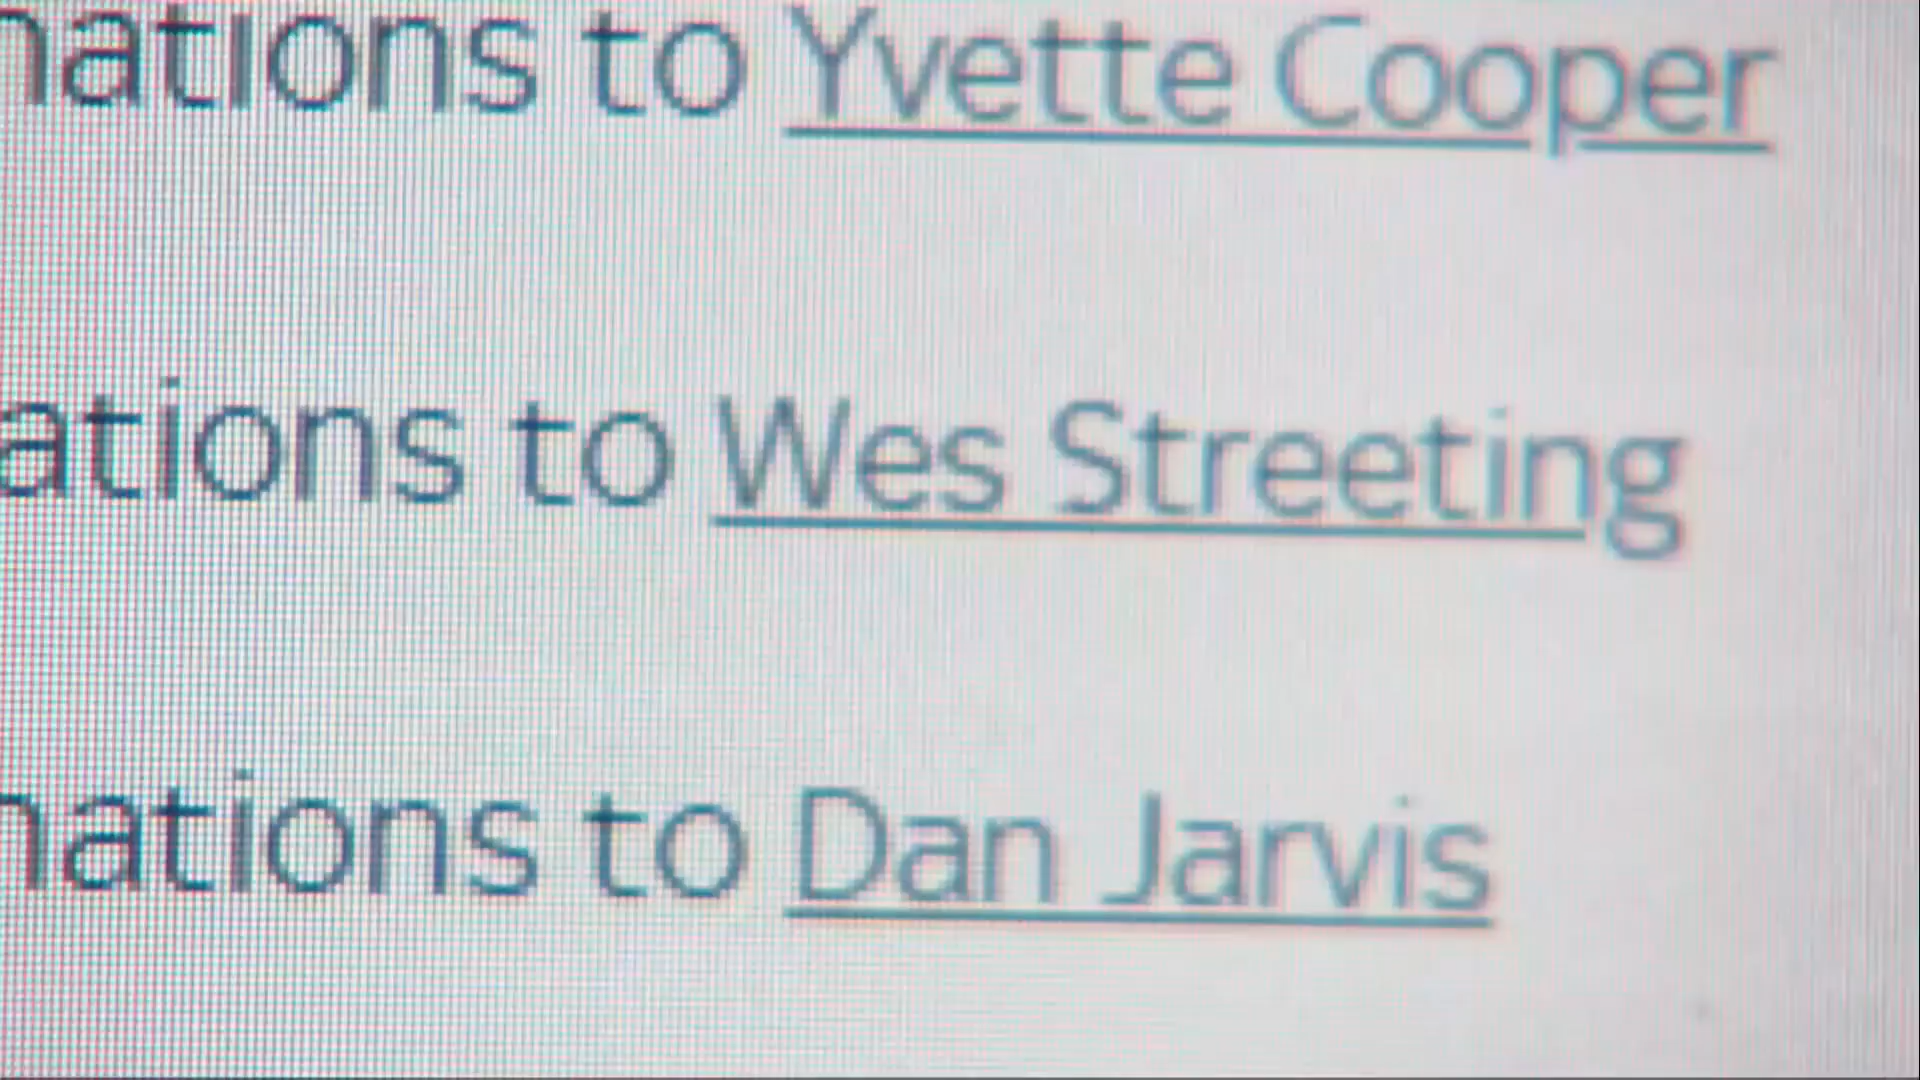 nations to Yvette Cooper
ations to Wes Streeting
nations to Dan Jarvis